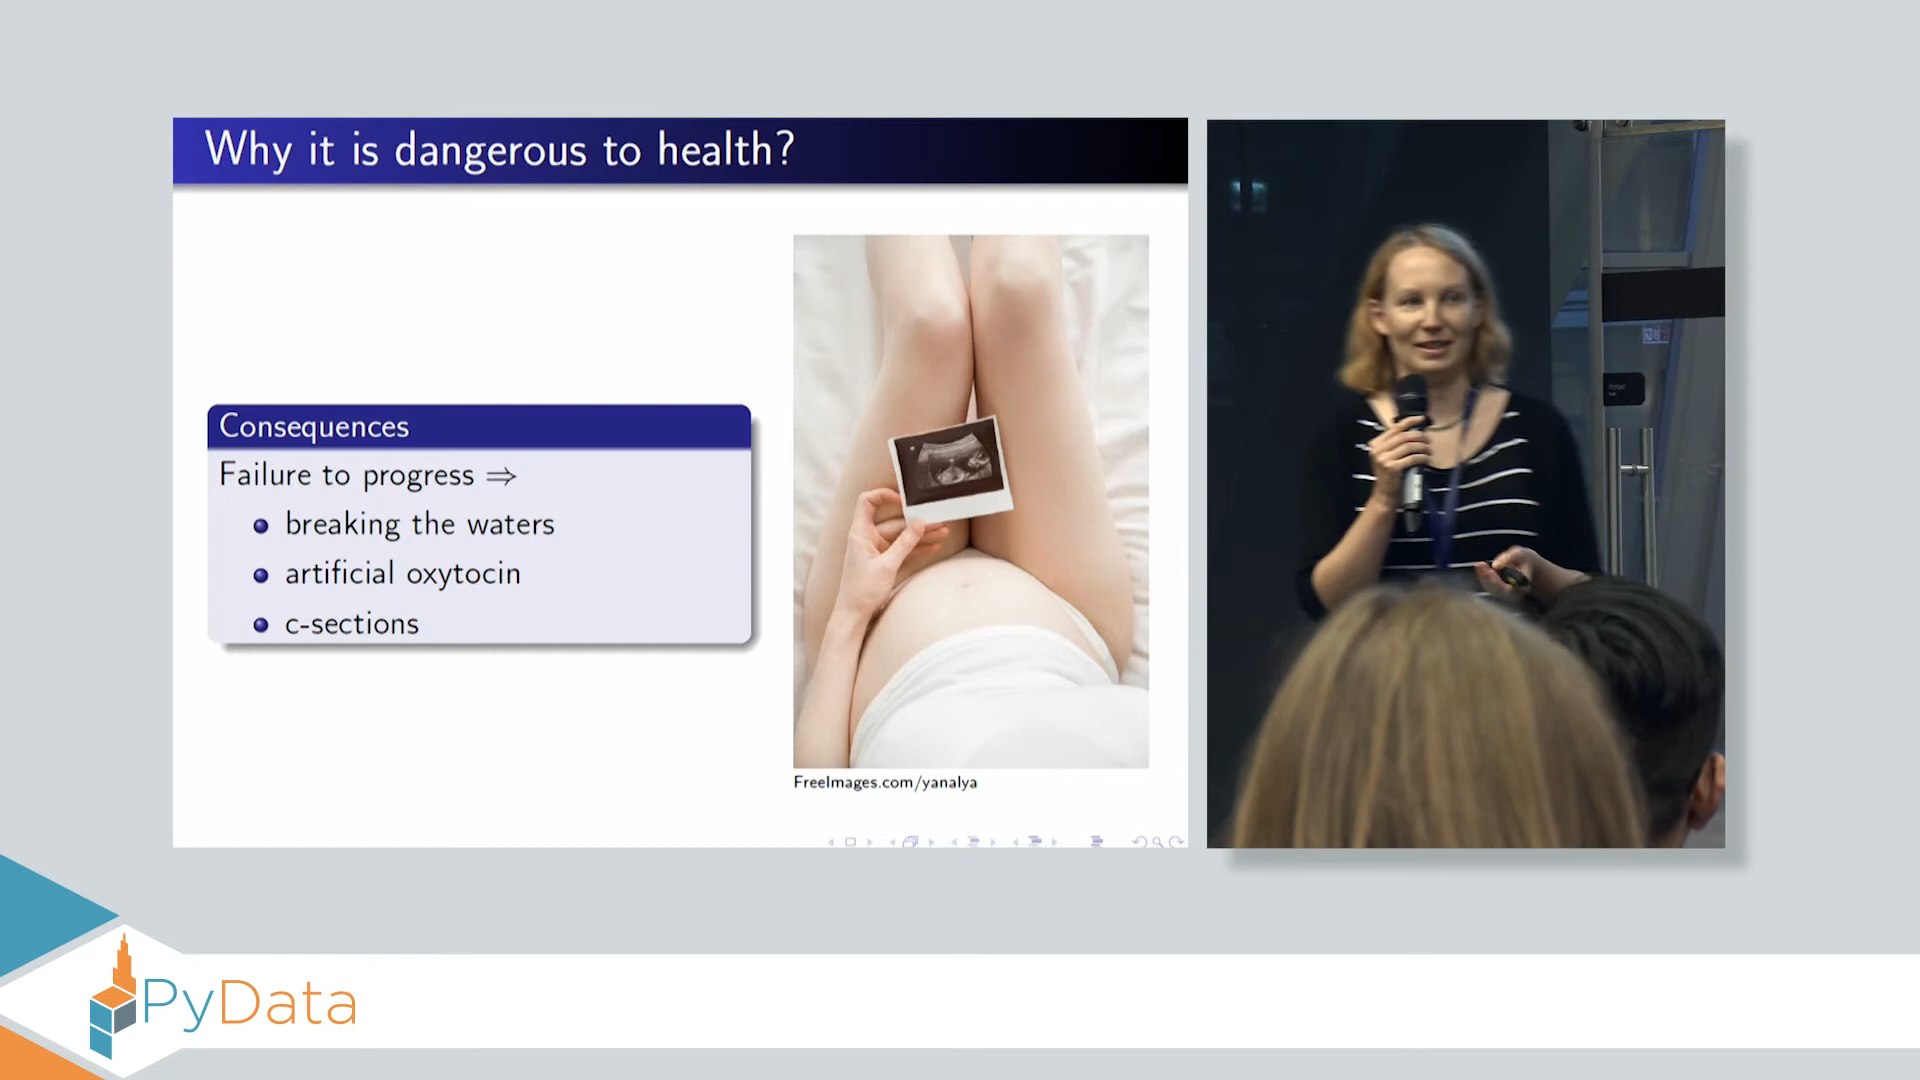 Why it is dangerous to health?
Consequences
Failure to progress ⇒
breaking the waters
artificial oxytocin
c-sections
FreeImages.com/yanalya
PyData